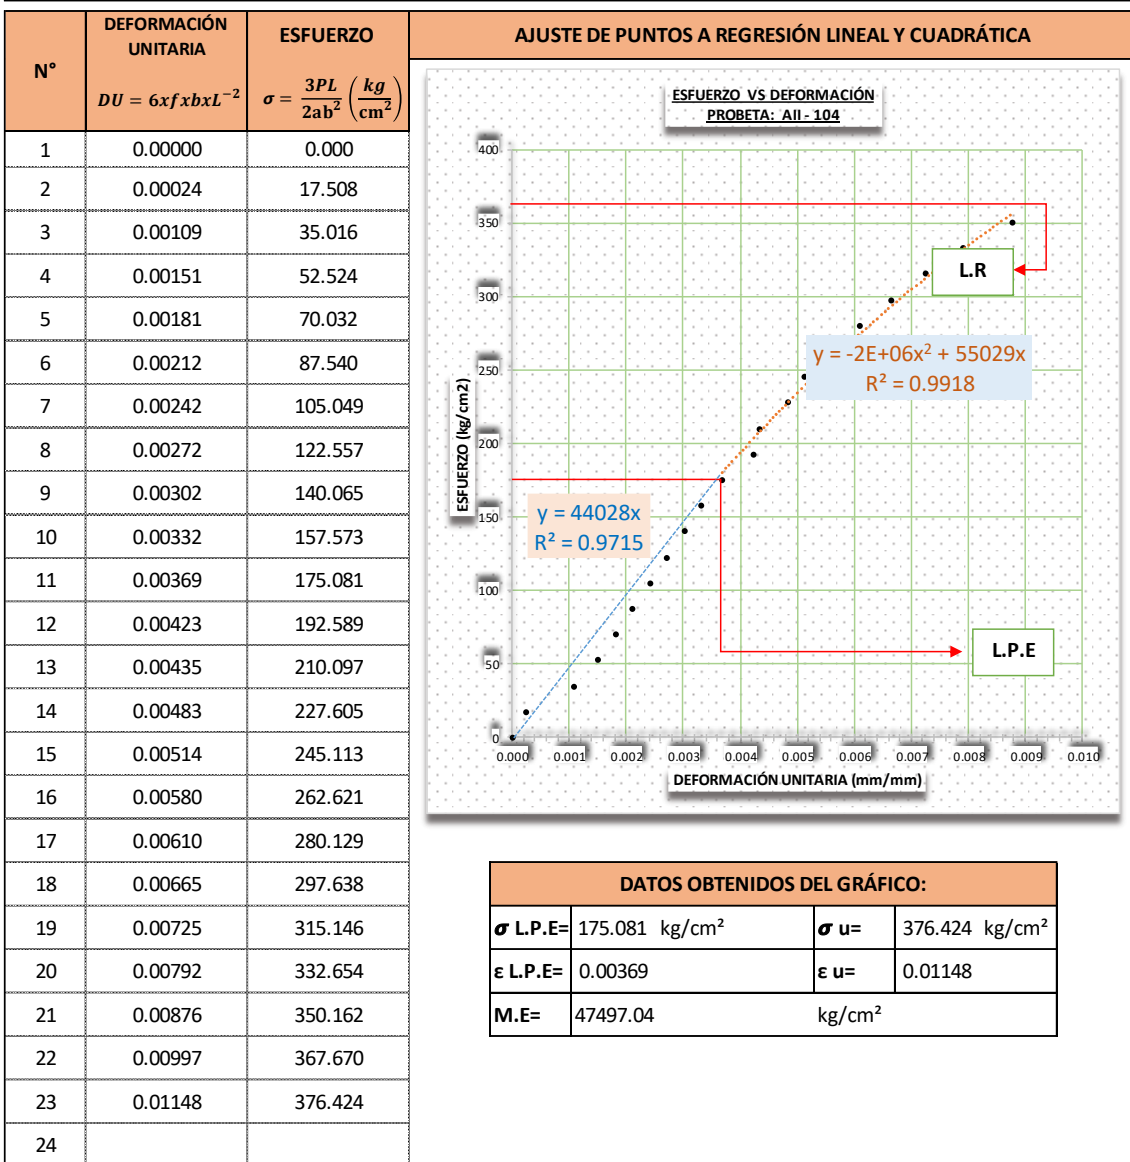 N°
DEFORMACIÓN UNITARIA
DU = 6xfxbxL⁻²
ESFUERZO
σ = 3PL / 2ab² (kg / cm²)
AJUSTE DE PUNTOS A REGRESIÓN LINEAL Y CUADRÁTICA
1 0.00000 0.000
2 0.00024 17.508
3 0.00109 35.016
4 0.00151 52.524
5 0.00181 70.032
6 0.00212 87.540
7 0.00242 105.049
8 0.00272 122.557
9 0.00302 140.065
10 0.00332 157.573
11 0.00369 175.081
12 0.00423 192.589
13 0.00435 210.097
14 0.00483 227.605
15 0.00514 245.113
16 0.00580 262.621
17 0.00610 280.129
18 0.00665 297.638
19 0.00725 315.146
20 0.00792 332.654
21 0.00876 350.162
22 0.00997 367.670
23 0.01148 376.424
24
ESFUERZO VS DEFORMACIÓN
PROBETA: AII - 104
400
350
300
250
200
150
100
50
0
ESFUERZO (kg/cm2)
L.R
y = -2E+06x² + 55029x
R² = 0.9918
y = 44028x
R² = 0.9715
L.P.E
0.000 0.001 0.002 0.003 0.004 0.005 0.006 0.007 0.008 0.009 0.010
DEFORMACIÓN UNITARIA (mm/mm)
DATOS OBTENIDOS DEL GRÁFICO:
σ L.P.E= 175.081 kg/cm² σ u= 376.424 kg/cm²
ε L.P.E= 0.00369 ε u= 0.01148
M.E= 47497.04 kg/cm²